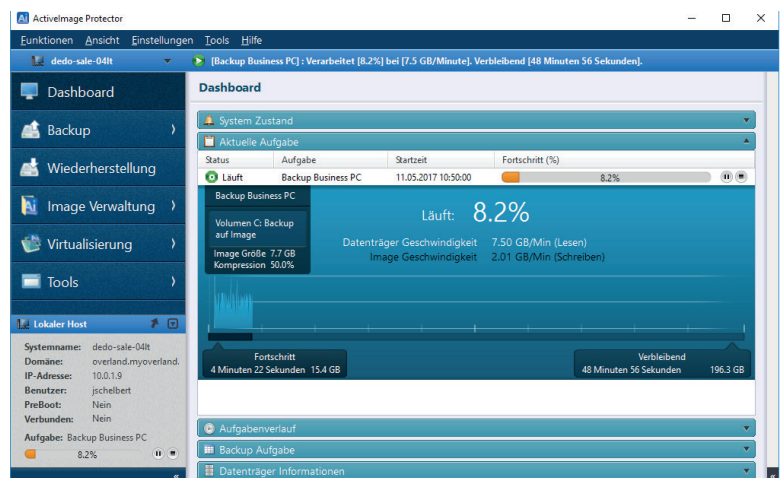 ActiveImage Protector
Funktionen Ansicht Einstellungen Tools Hilfe
dedo-sale-04lt
[Backup Business PC] : Verarbeitet [8.2%] bei [7.5 GB/Minute]. Verbleibend [48 Minuten 56 Sekunden].
Dashboard
Backup
Wiederherstellung
Image Verwaltung
Virtualisierung
Tools
Lokaler Host
Systemname: dedo-sale-04lt
Domäne: overland.myoverland.
IP-Adresse: 10.0.1.9
Benutzer: jschelbert
PreBoot: Nein
Verbunden: Nein
Aufgabe: Backup Business PC
8.2%
Dashboard
System Zustand
Aktuelle Aufgabe
Status Aufgabe Startzeit Fortschritt (%)
Läuft Backup Business PC 11.05.2017 10:50:00 8.2%
Backup Business PC
Volumen C: Backup
auf Image
Image Größe 7.7 GB
Kompression 50.0%
Läuft: 8.2%
Datenträger Geschwindigkeit 7.50 GB/Min (Lesen)
Image Geschwindigkeit 2.01 GB/Min (Schreiben)
Fortschritt
4 Minuten 22 Sekunden 15.4 GB
Verbleibend
48 Minuten 56 Sekunden 196.3 GB
Aufgabenverlauf
Backup Aufgabe
Datenträger Informationen